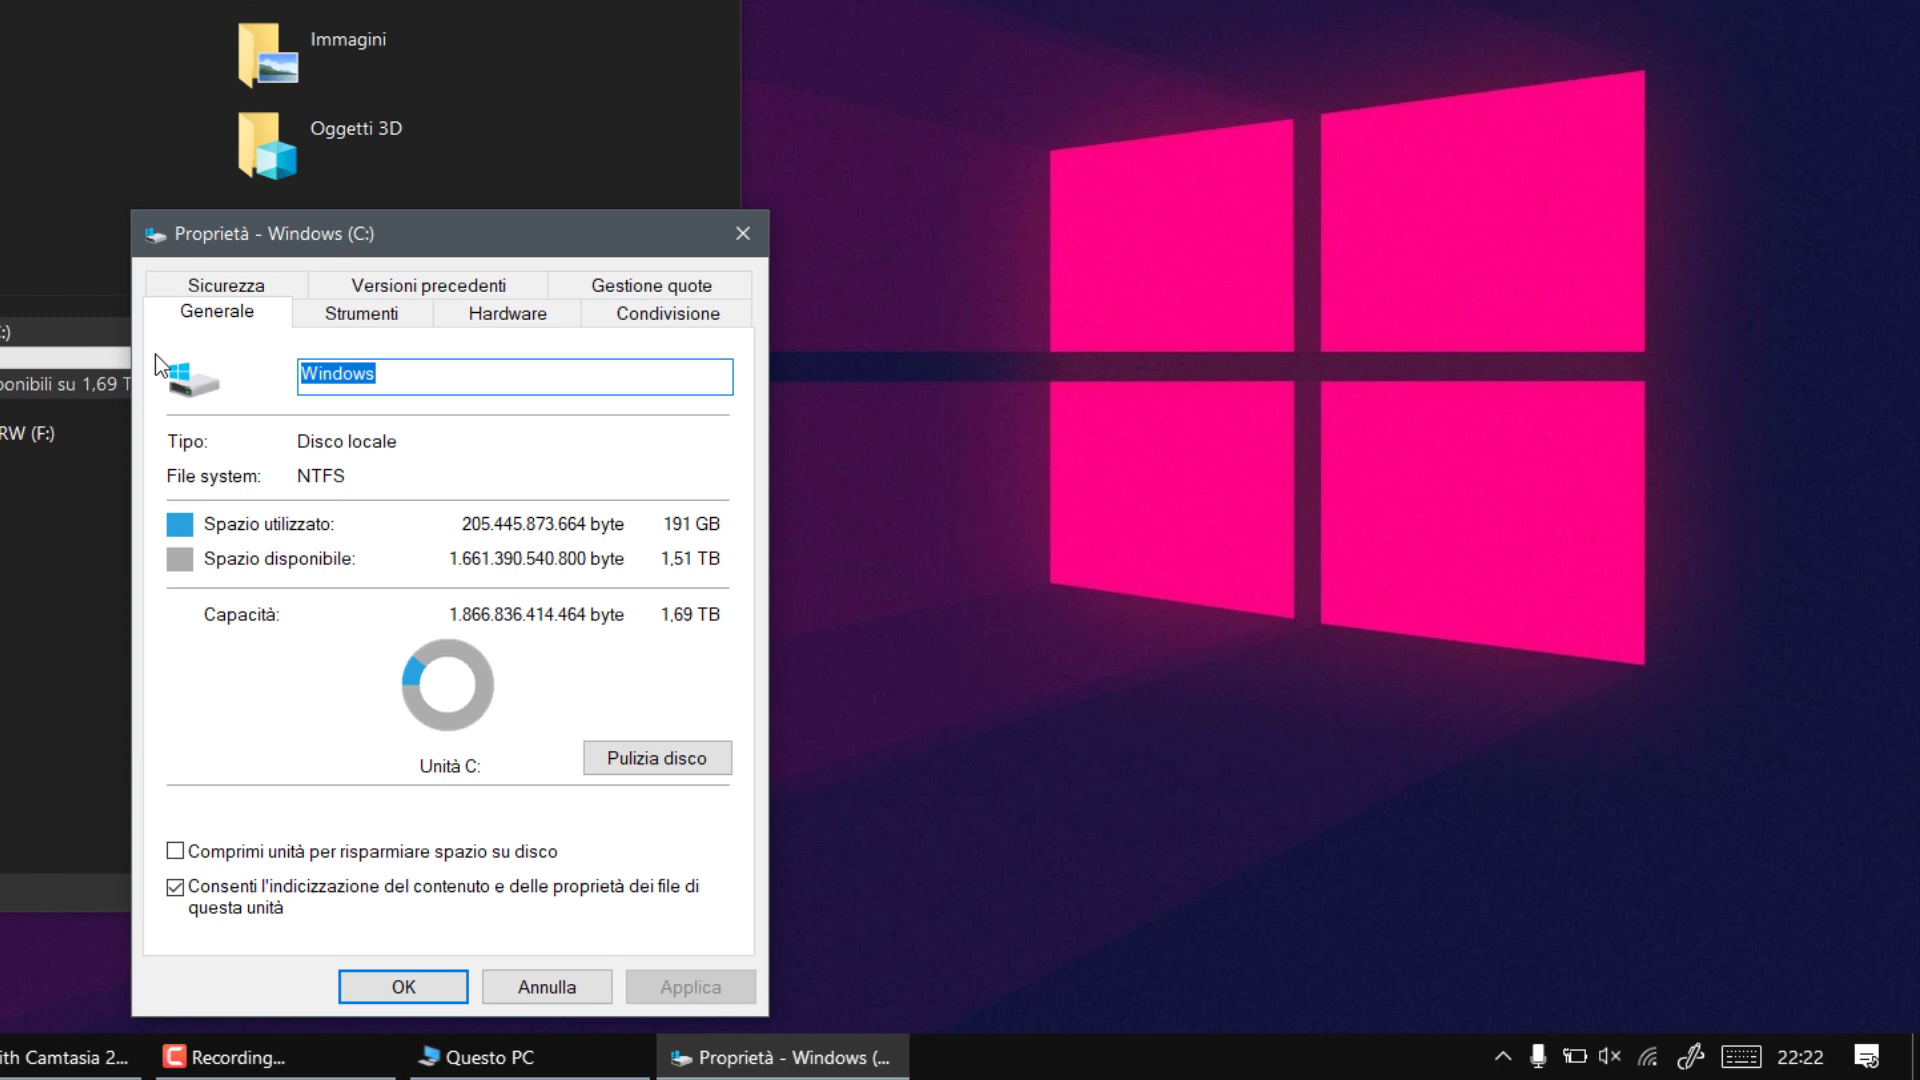 Immagini
Oggetti 3D
Proprietà - Windows (C:)
Sicurezza
Versioni precedenti
Gestione quote
Generale
Strumenti
Hardware
Condivisione
:)
ponibili su 1,69 T
RW (F:)
Windows
Tipo: Disco locale
File system: NTFS
Spazio utilizzato: 205.445.873.664 byte 191 GB
Spazio disponibile: 1.661.390.540.800 byte 1,51 TB
Capacità: 1.866.836.414.464 byte 1,69 TB
Unità C:
Pulizia disco
Comprimi unità per risparmiare spazio su disco
Consenti l'indicizzazione del contenuto e delle proprietà dei file di
questa unità
OK
Annulla
Applica
ith Camtasia 2...
Recording...
Questo PC
Proprietà - Windows (...
22:22